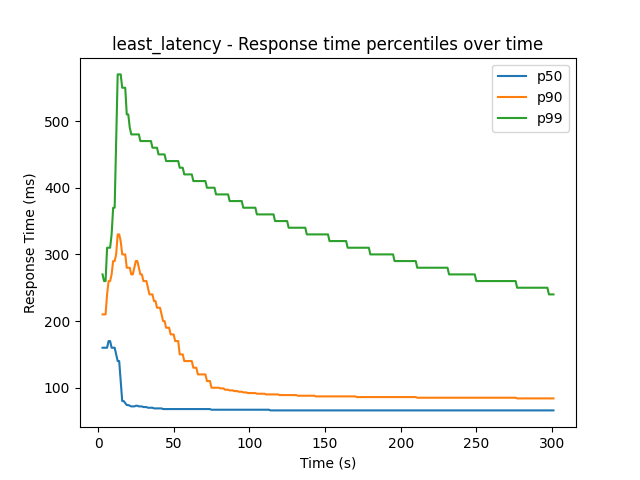 least_latency - Response time percentiles over time
p50
p90
p99
Response Time (ms)
500
400
300
200
100
0
50
100
150
200
250
300
Time (s)